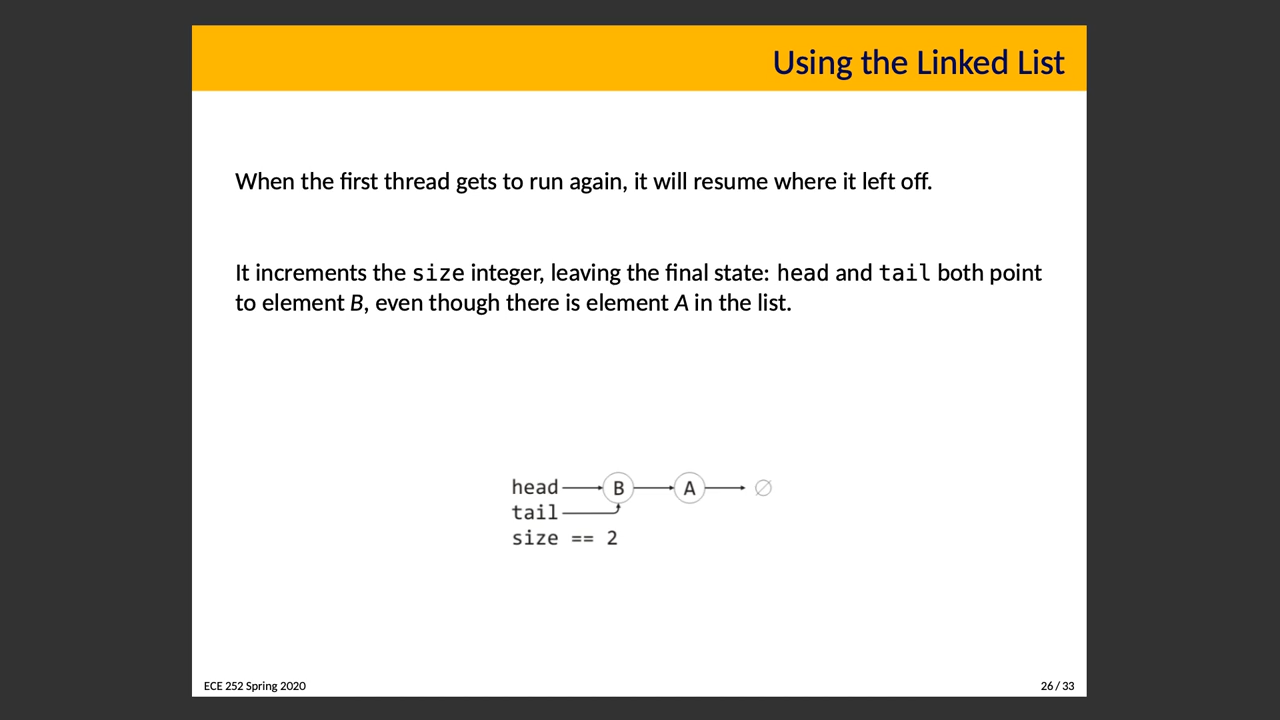 Using the Linked List
When the first thread gets to run again, it will resume where it left off.
It increments the size integer, leaving the final state: head and tail both point
to element B, even though there is element A in the list.
head B A ∅
tail
size == 2
ECE 252 Spring 2020 26 / 33